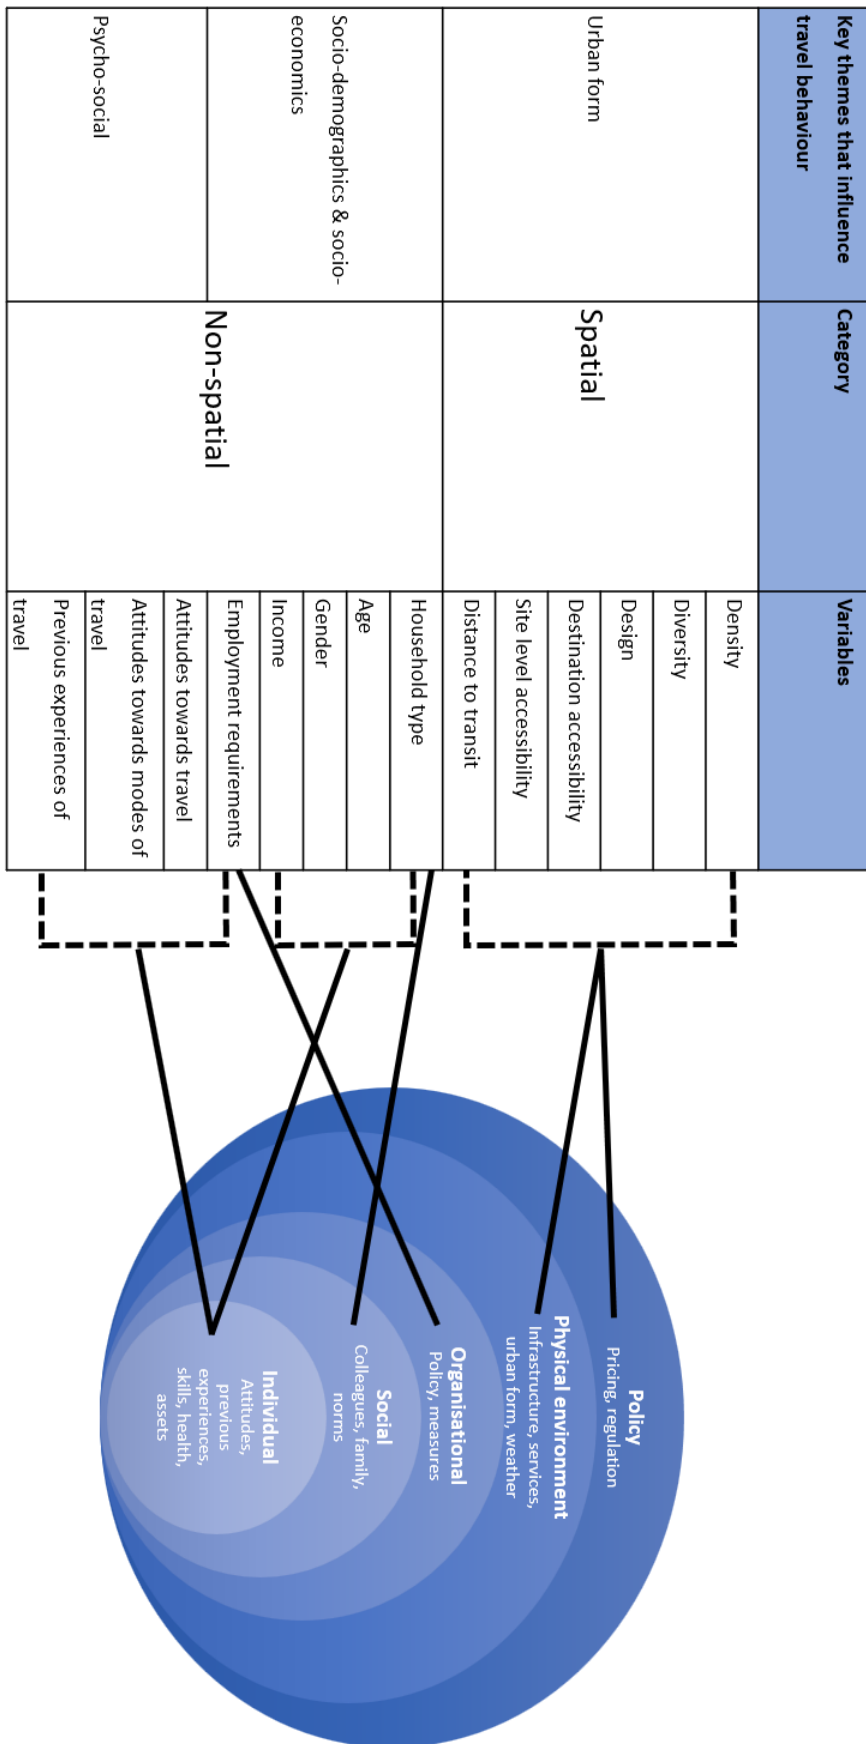 Key themes that influence
travel behaviour
Category
Variables
Urban form
Spatial
Density
Diversity
Design
Destination accessibility
Site level accessibility
Distance to transit
Socio-demographics & socio-
economics
Non-spatial
Household type
Age
Gender
Income
Employment requirements
Psycho-social
Attitudes towards travel
Attitudes towards modes of
travel
Previous experiences of
travel
Policy
Pricing, regulation
Physical environment
Infrastructure, services,
urban form, weather
Organisational
Policy, measures
Social
Colleagues, family,
norms
Individual
Attitudes,
previous
experiences,
skills, health,
assets